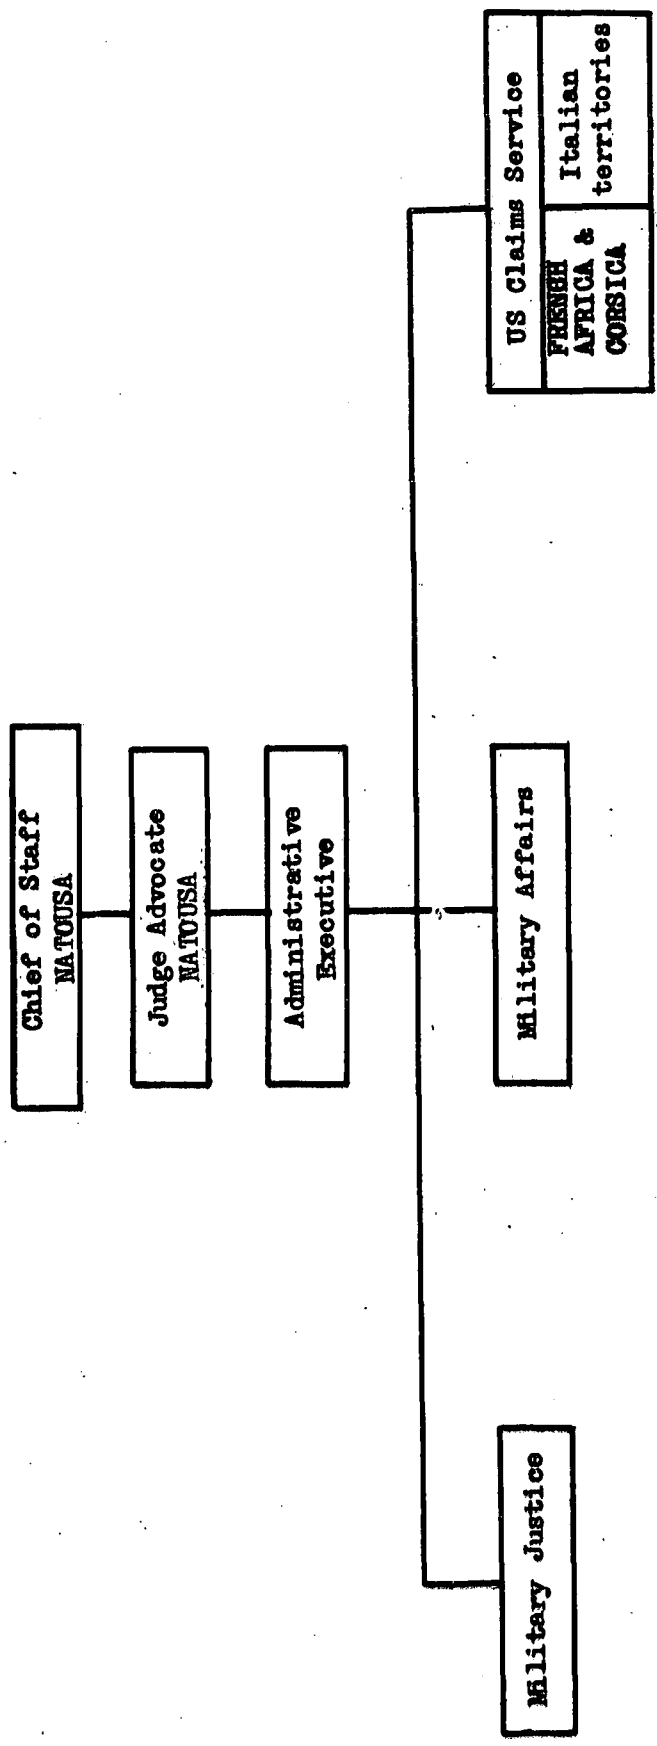 Chief of Staff
NATOUSA
Judge Advocate
NATOUSA
Administrative
Executive
Military Justice
Military Affairs
US Claims Service
FRENCH
AFRICA &
CORSICA
Italian
territories